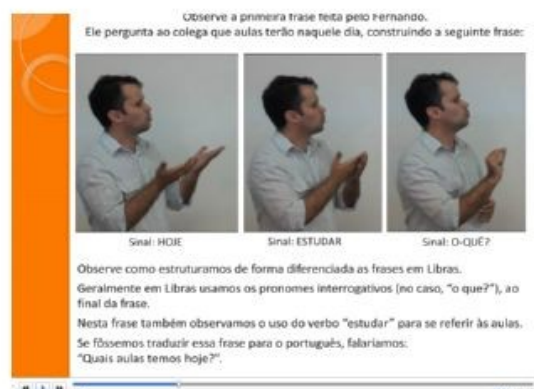 Observe a primeira frase feita pelo Fernando.
Ele pergunta ao colega que aulas terão naquele dia, construindo a seguinte frase:
Sinal: HOJE
Sinal: ESTUDAR
Sinal: O-QUÊ?
Observe como estruturamos de forma diferenciada as frases em Libras.
Geralmente em Libras usamos os pronomes interrogativos (no caso, "o que?"), ao
final da frase.
Nesta frase também observamos o uso do verbo "estudar" para se referir às aulas.
Se fôssemos traduzir essa frase para o português, falaríamos:
"Quais aulas temos hoje?".